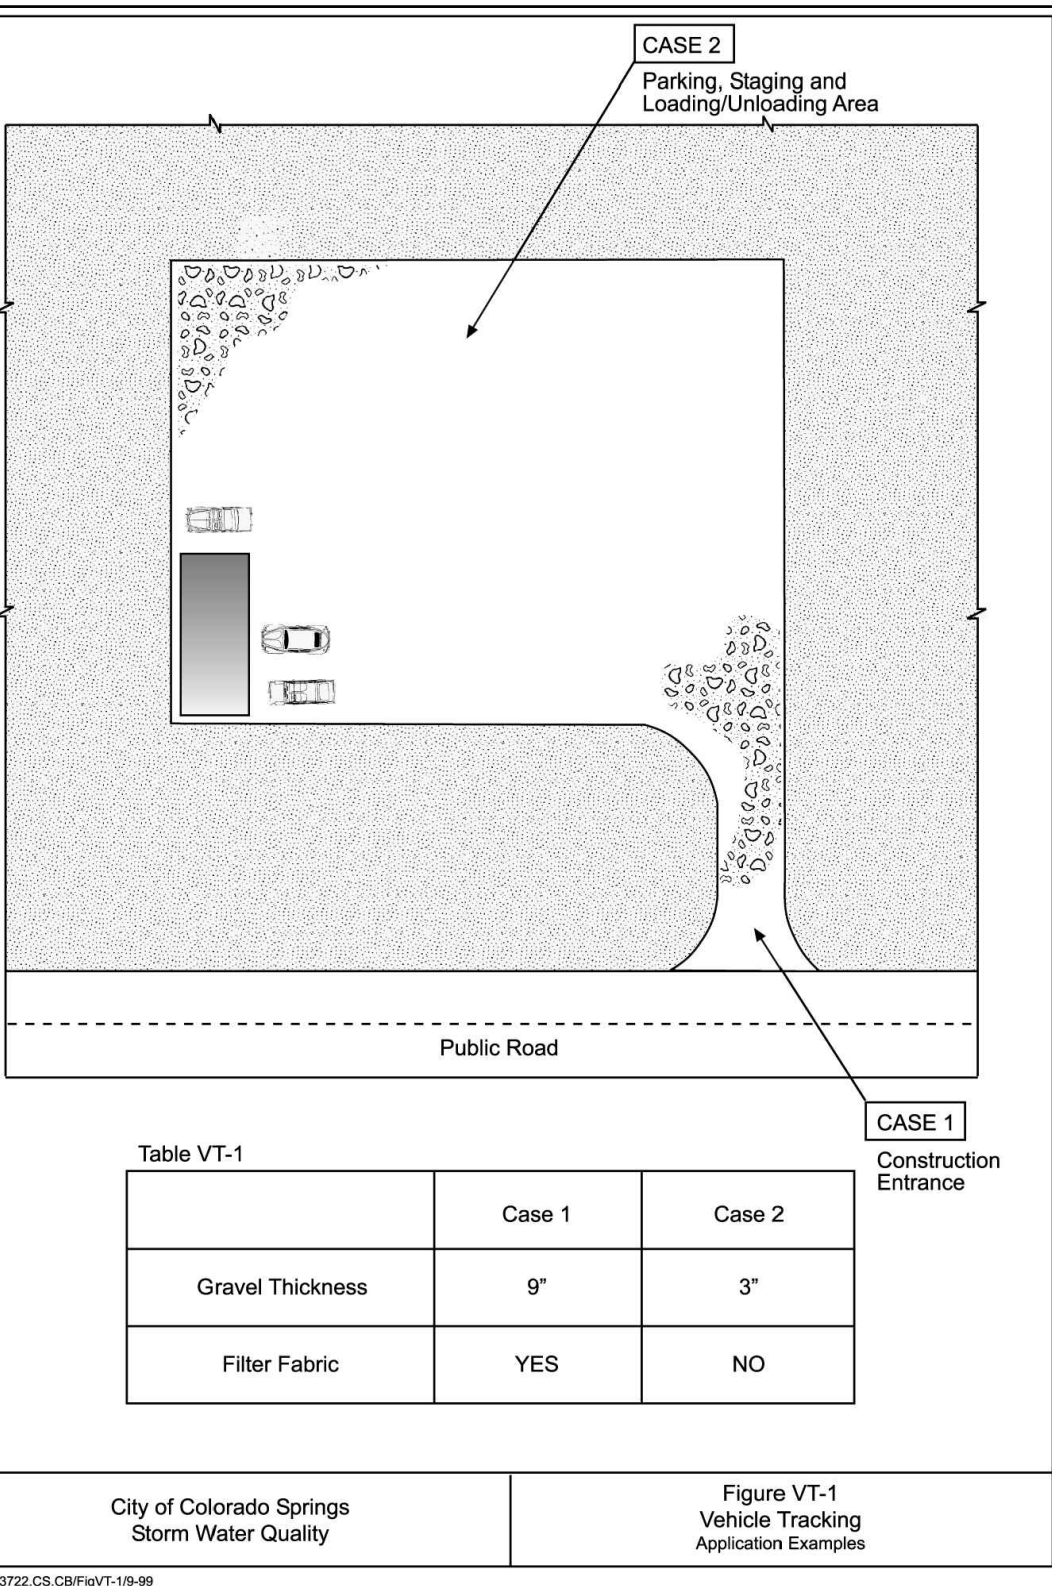 CASE 2
Parking, Staging and
Loading/Unloading Area
Public Road
CASE 1
Construction
Entrance
Table VT-1
Case 1 Case 2
Gravel Thickness 9” 3”
Filter Fabric YES NO
City of Colorado Springs
Storm Water Quality
Figure VT-1
Vehicle Tracking
Application Examples
3722.CS.CB/FigVT-1/9-99